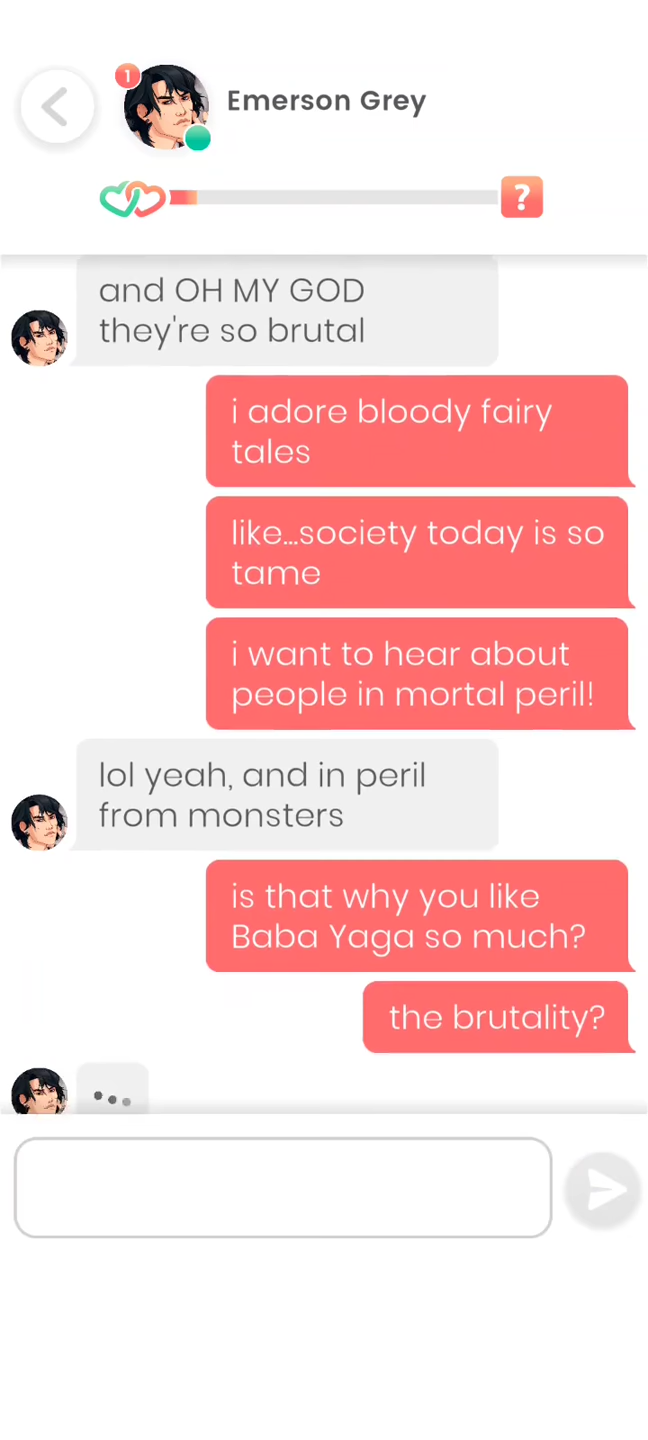 1
Emerson Grey
?
and OH MY GOD
they're so brutal
i adore bloody fairy
tales
like...society today is so
tame
i want to hear about
people in mortal peril!
lol yeah, and in peril
from monsters
is that why you like
Baba Yaga so much?
the brutality?